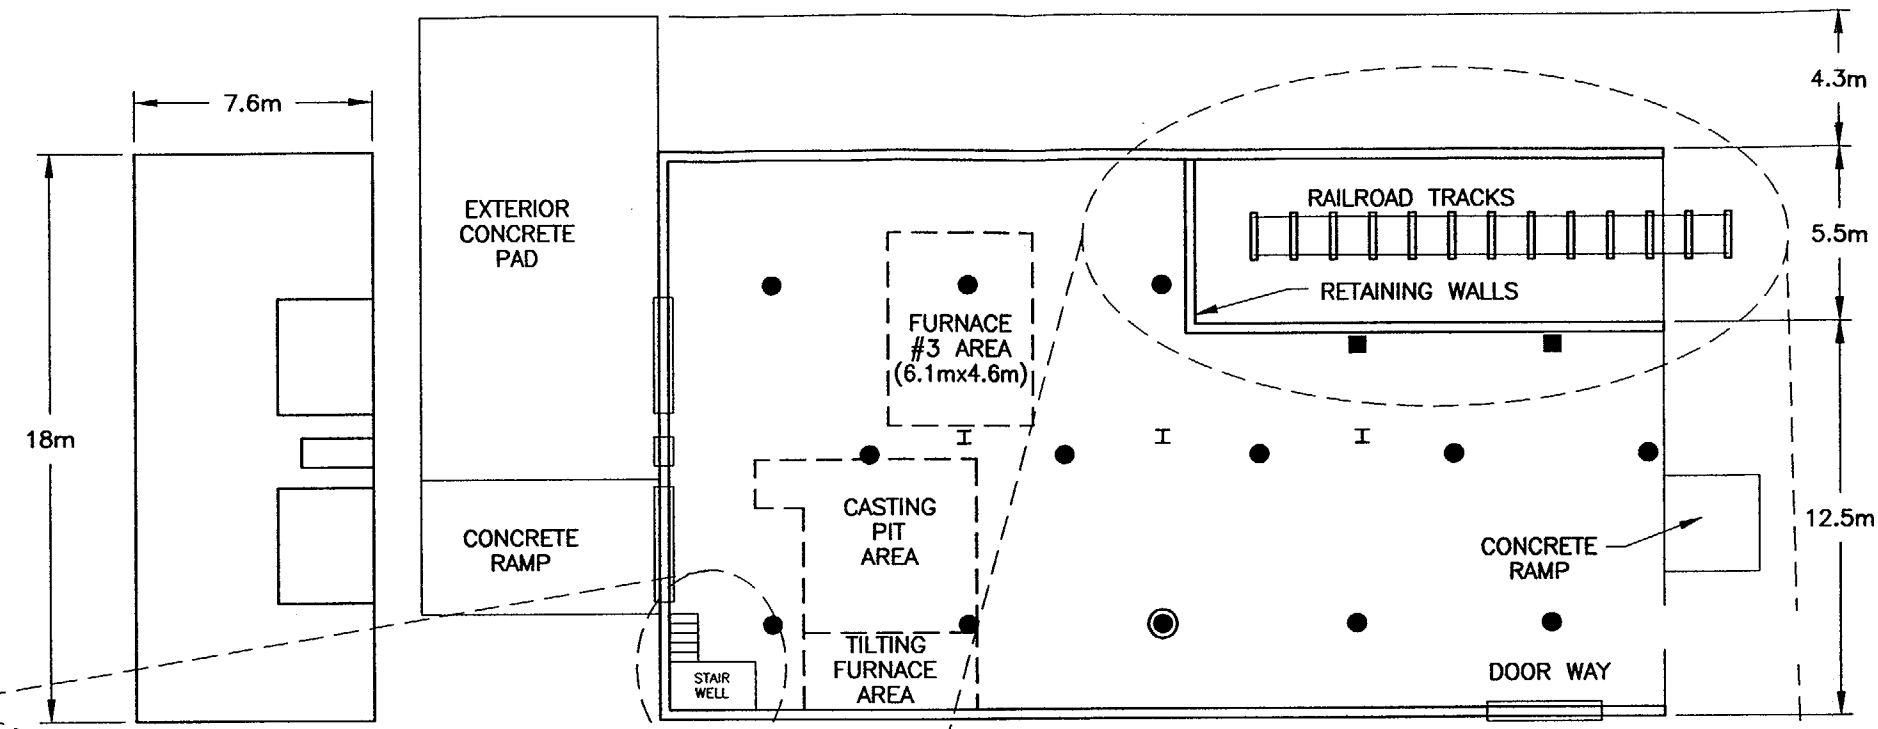 4.3m
7.6m
RAILROAD TRACKS
EXTERIOR
CONCRETE
PAD
5.5m
RETAINING WALLS
FURNACE
#3 AREA
(6.1mx4.6m)
18m
CASTING
PIT
AREA
12.5m
CONCRETE
RAMP
CONCRETE
RAMP
TILTING
FURNACE
AREA
STAIR
WELL
DOOR WAY